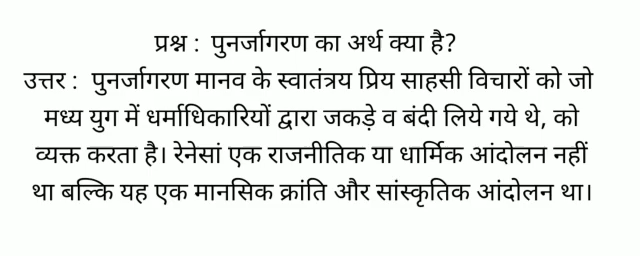 प्रश्न : पुनर्जागरण का अर्थ क्या है?
उत्तर : पुनर्जागरण मानव के स्वातंत्रय प्रिय साहसी विचारों को जो
मध्य युग में धर्माधिकारियों द्वारा जकड़े व बंदी लिये गये थे, को
व्यक्त करता है। रेनेसां एक राजनीतिक या धार्मिक आंदोलन नहीं
था बल्कि यह एक मानसिक क्रांति और सांस्कृतिक आंदोलन था।